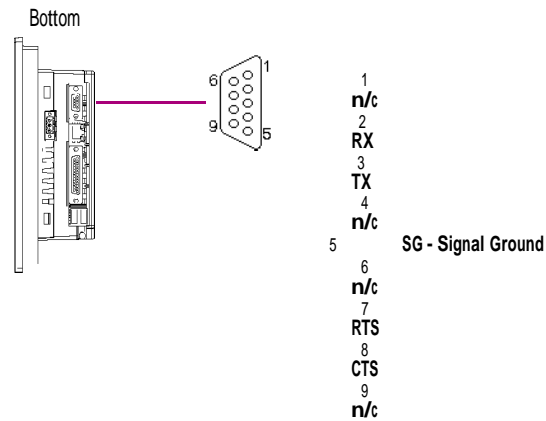 Bottom
1
6
9
5
1
n/c
2
RX
3
TX
4
n/c
5 SG - Signal Ground
6
n/c
7
RTS
8
CTS
9
n/c